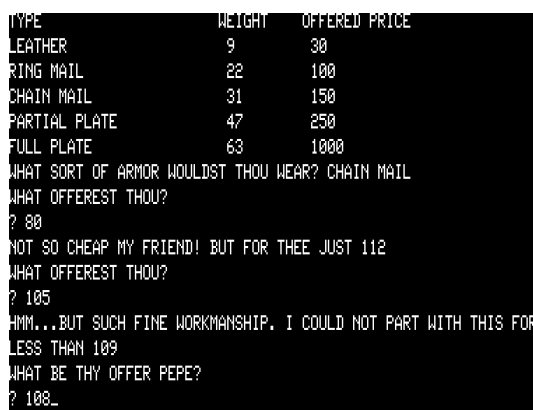 TYPE WEIGHT OFFERED PRICE
LEATHER 9 30
RING MAIL 22 100
CHAIN MAIL 31 150
PARTIAL PLATE 47 250
FULL PLATE 63 1000
WHAT SORT OF ARMOR WOULDST THOU WEAR? CHAIN MAIL
WHAT OFFEREST THOU?
? 80
NOT SO CHEAP MY FRIEND! BUT FOR THEE JUST 112
WHAT OFFEREST THOU?
? 105
HMM...BUT SUCH FINE WORKMANSHIP. I COULD NOT PART WITH THIS FOR
LESS THAN 109
WHAT BE THY OFFER PEPE?
? 108_